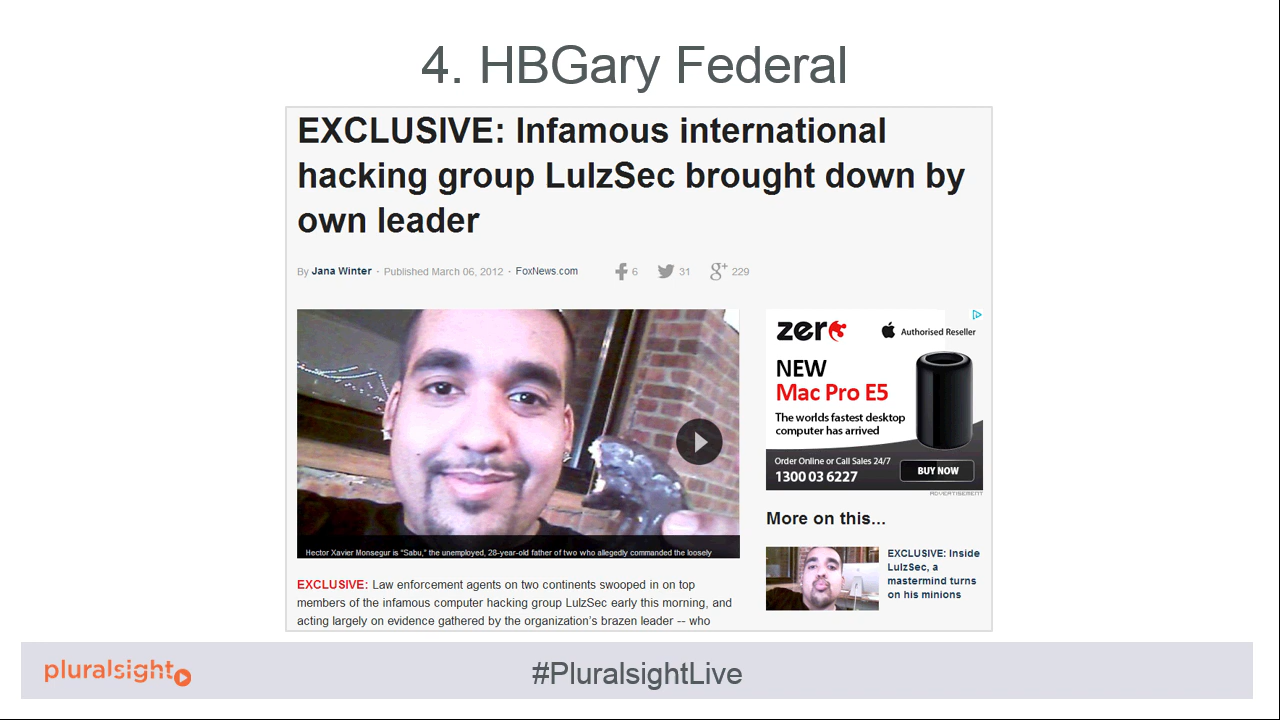 4. HBGary Federal
EXCLUSIVE: Infamous international
hacking group LulzSec brought down by
own leader
By Jana Winter · Published March 06, 2012 · FoxNews.com
6
31
g+ 229
Hector Xavier Monsegur is "Sabu," the unemployed, 28-year-old father of two who allegedly commanded the loosely
EXCLUSIVE: Law enforcement agents on two continents swooped in on top
members of the infamous computer hacking group LulzSec early this morning, and
acting largely on evidence gathered by the organization's brazen leader -- who
zero
Authorised Reseller
NEW
Mac Pro E5
The worlds fastest desktop
computer has arrived
Order Online or Call Sales 24/7
1300 03 6227
BUY NOW
ADVERTISEMENT
More on this...
EXCLUSIVE: Inside
LulzSec, a
mastermind turns
on his minions
pluralsight
#PluralsightLive